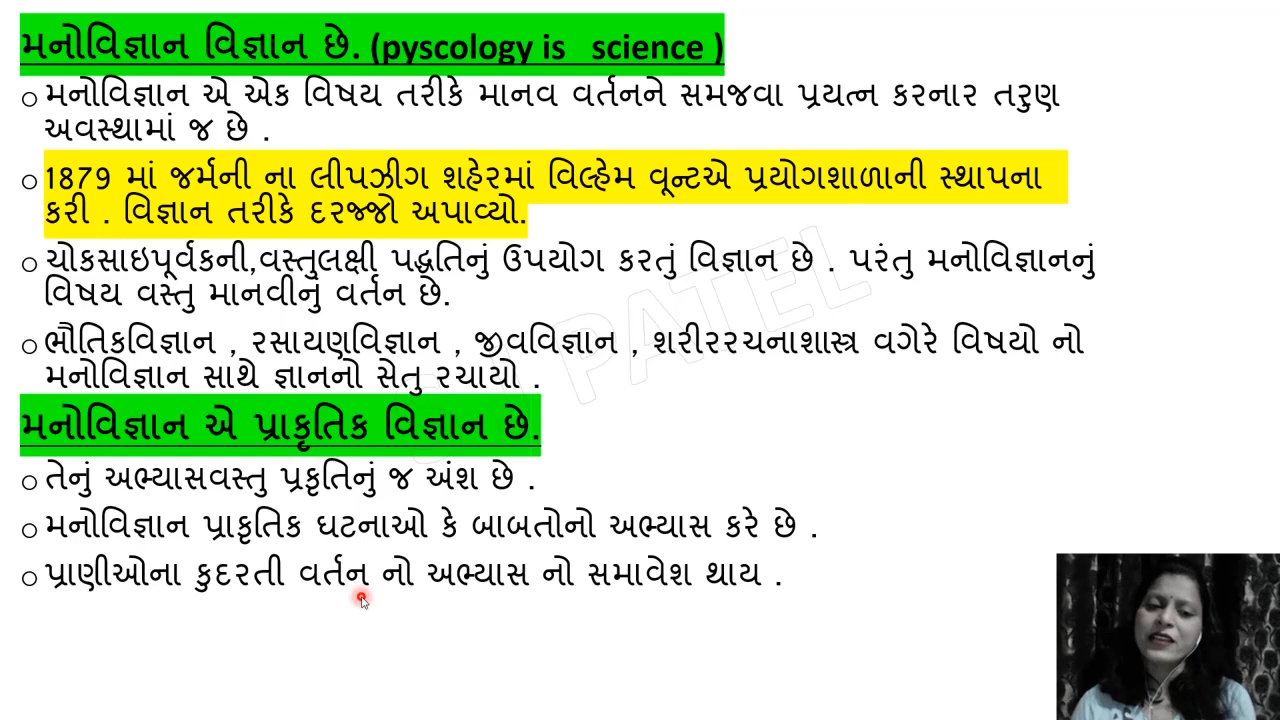 મનોવિજ્ઞાન વિજ્ઞાન છે. (pyscology is science )
○ મનોવિજ્ઞાન એ એક વિષય તરીકે માનવ વર્તનને સમજવા પ્રયત્ન કરનાર તરુણ
અવસ્થામાં જ છે .
○ 1879 માં જર્મની ના લીપઝીગ શહેરમાં વિલ્હેમ વૂન્ટએ પ્રયોગશાળાની સ્થાપના
કરી . વિજ્ઞાન તરીકે દરજ્જો અપાવ્યો.
○ ચોકસાઇપૂર્વકની,વસ્તુલક્ષી પદ્ધતિનું ઉપયોગ કરતું વિજ્ઞાન છે . પરંતુ મનોવિજ્ઞાનનું
વિષય વસ્તુ માનવીનું વર્તન છે.
○ ભૌતિકવિજ્ઞાન , રસાયણવિજ્ઞાન , જીવવિજ્ઞાન , શરીરરચનાશાસ્ત્ર વગેરે વિષયો નો
મનોવિજ્ઞાન સાથે જ્ઞાનનો સેતુ રચાયો .
મનોવિજ્ઞાન એ પ્રાકૃતિક વિજ્ઞાન છે.
○ તેનું અભ્યાસવસ્તુ પ્રકૃતિનું જ અંશ છે .
○ મનોવિજ્ઞાન પ્રાકૃતિક ઘટનાઓ કે બાબતોનો અભ્યાસ કરે છે .
○ પ્રાણીઓના કુદરતી વર્તન નો અભ્યાસ નો સમાવેશ થાય .
PATEL